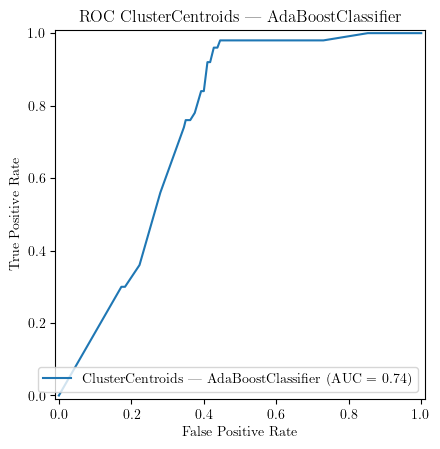 ROC ClusterCentroids — AdaBoostClassifier
True Positive Rate
1.0
0.8
0.6
0.4
0.2
0.0
ClusterCentroids — AdaBoostClassifier (AUC = 0.74)
0.0 0.2 0.4 0.6 0.8 1.0
False Positive Rate